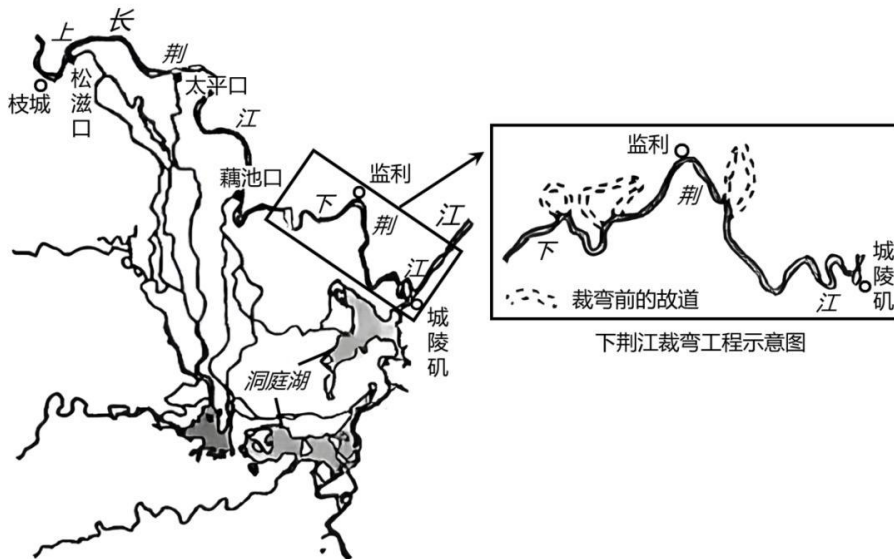 上 长 荆 江
枝城
松滋口
太平口
藕池口
监利
下 荆 江
江
城陵矶
洞庭湖
监利
下 荆 江
城陵矶
裁弯前的故道
下荆江裁弯工程示意图